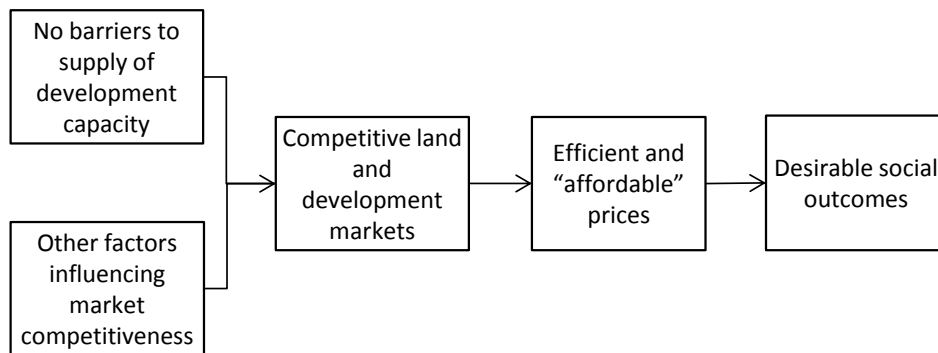 No barriers to
supply of
development
capacity
Other factors
influencing
market
competitiveness
Competitive land
and
development
markets
Efficient and
“affordable”
prices
Desirable social
outcomes